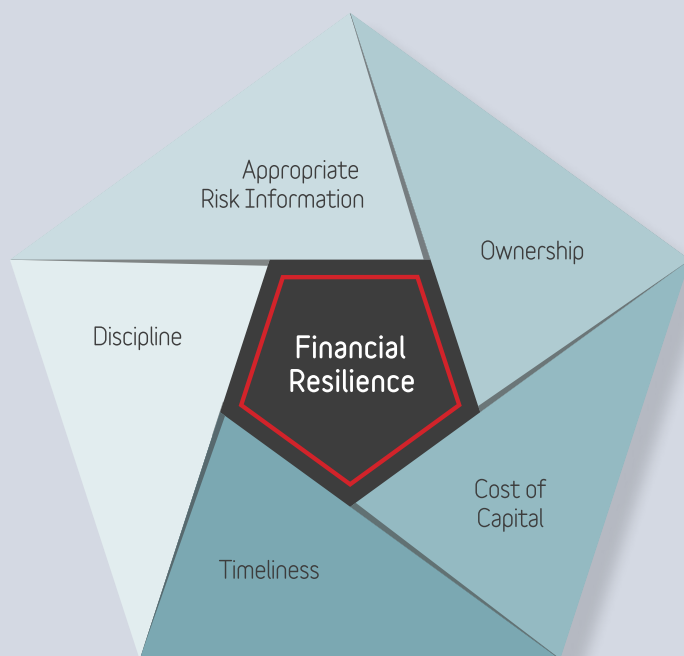 Appropriate
Risk Information
Ownership
Discipline
Financial
Resilience
Cost of
Capital
Timeliness